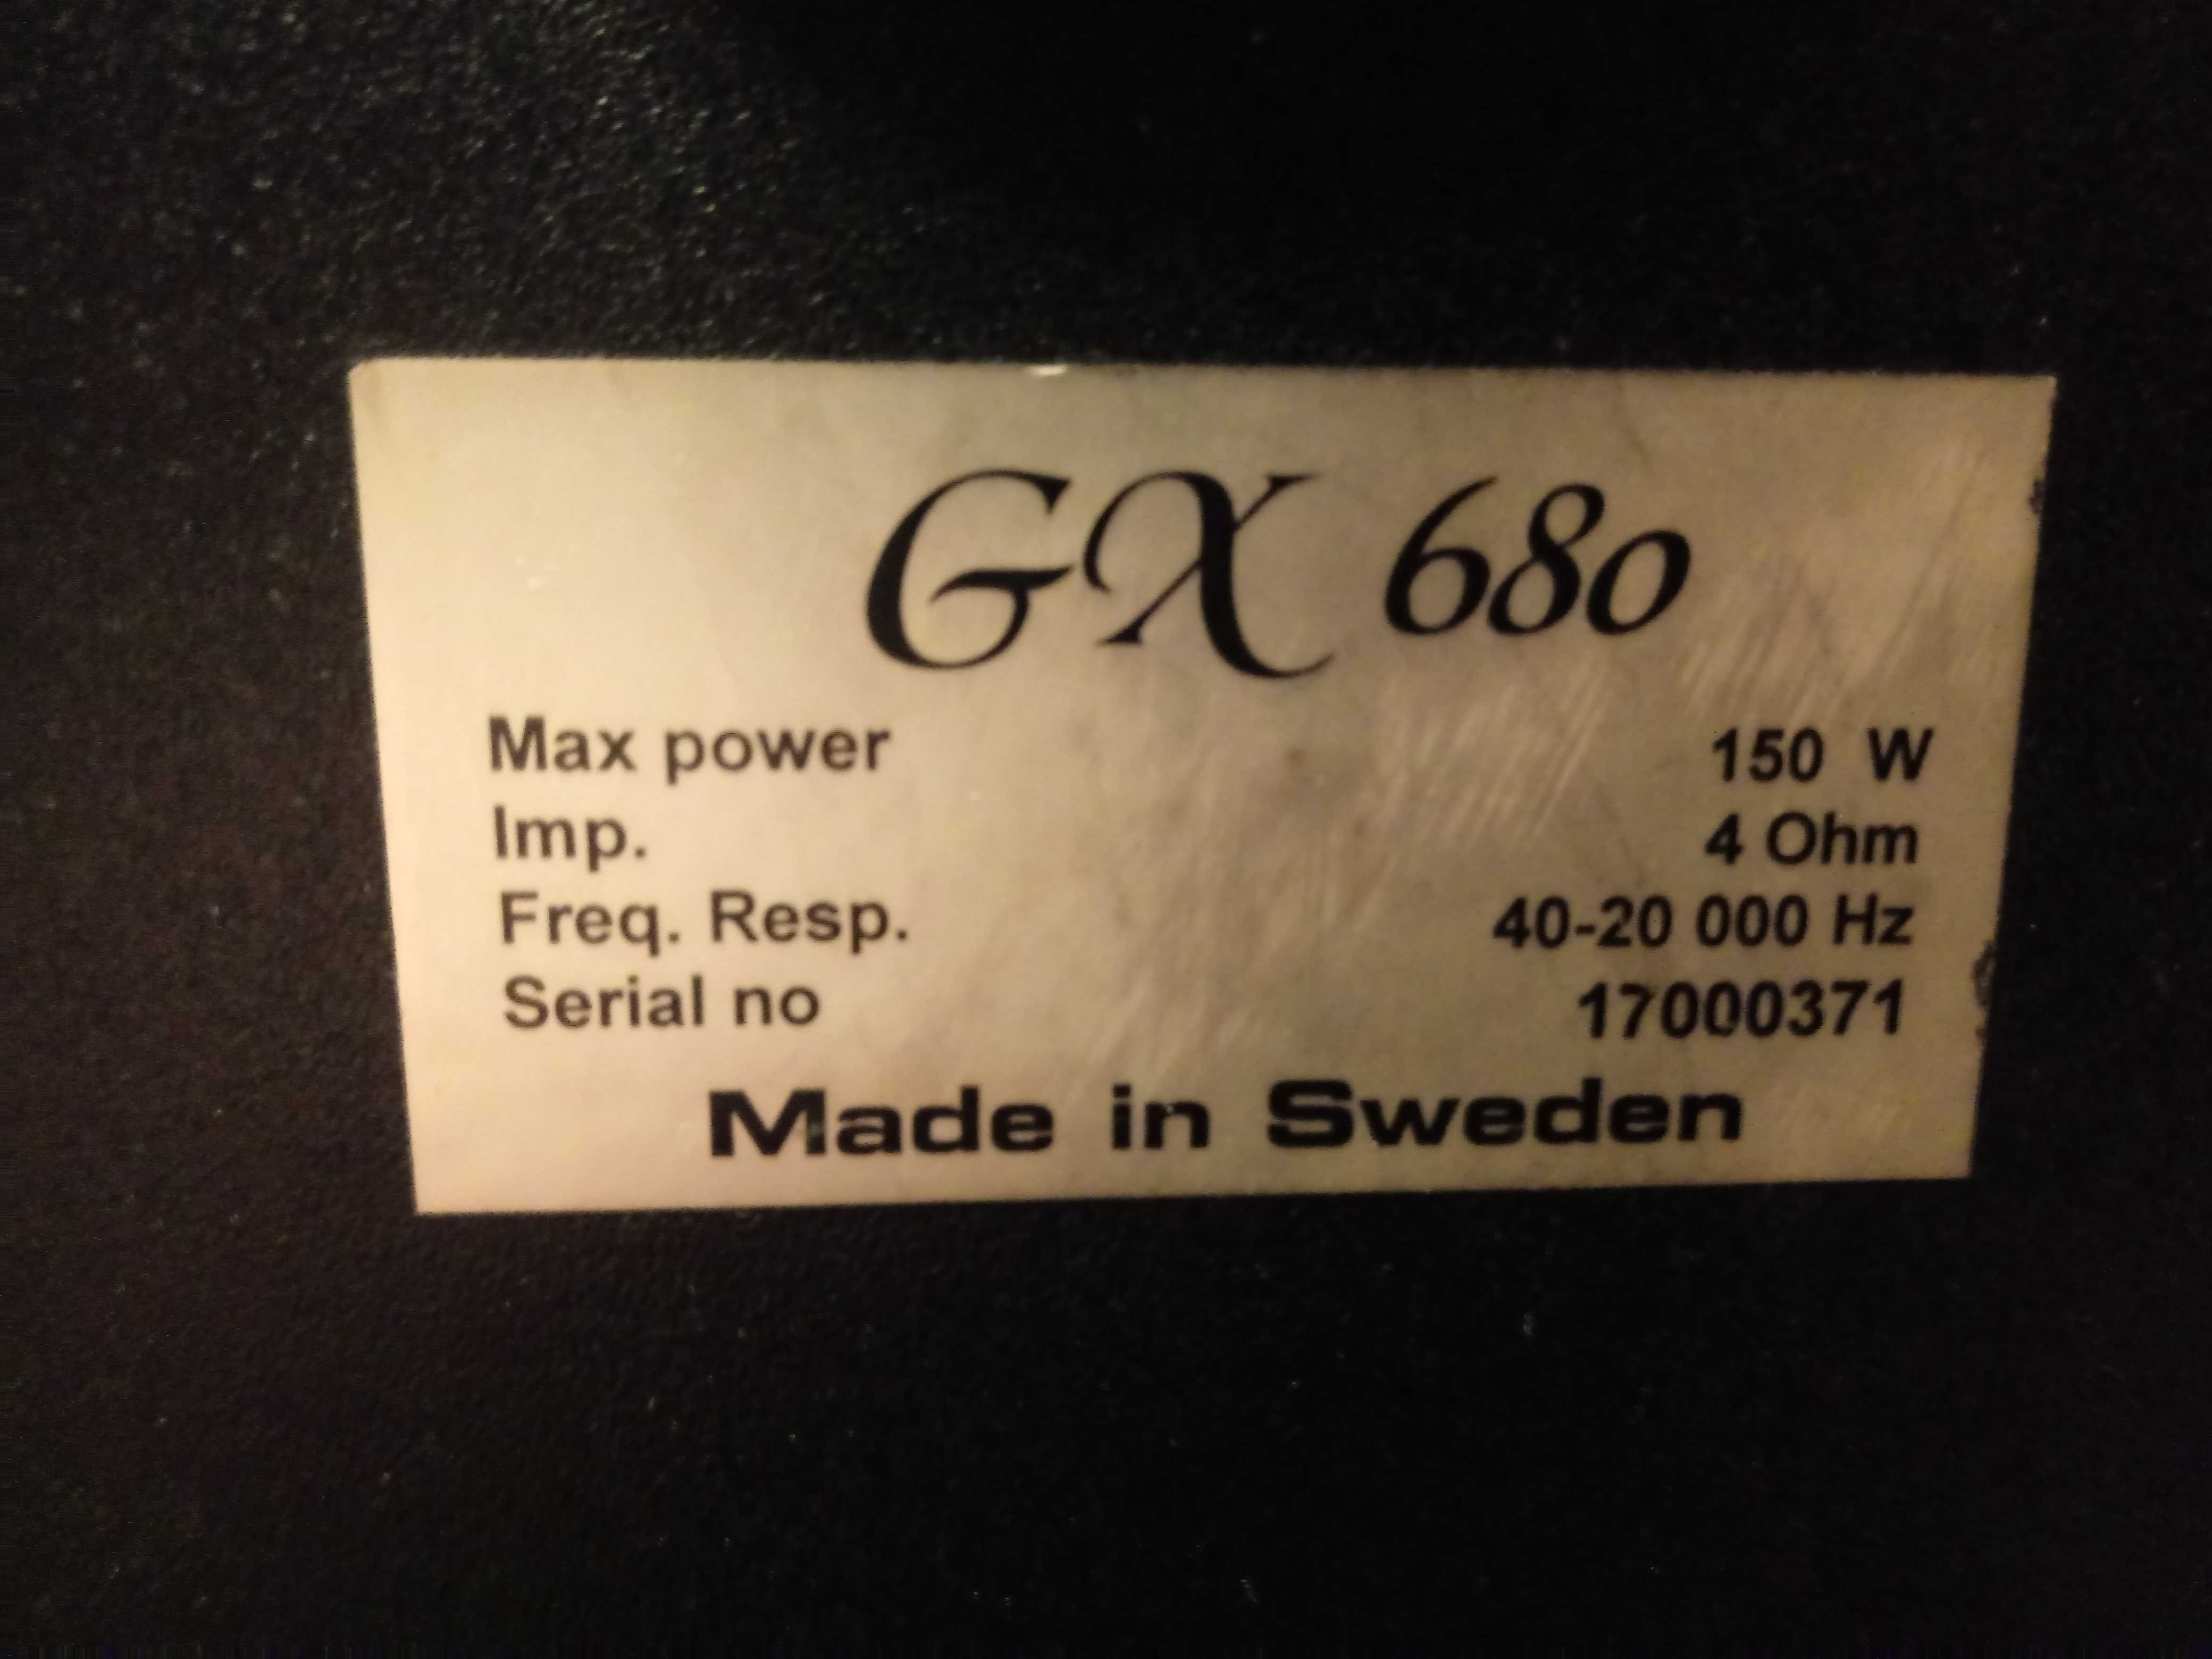 GX 680
Max power 150 W
Imp. 4 Ohm
Freq. Resp. 40-20 000 Hz
Serial no 17000371
Made in Sweden